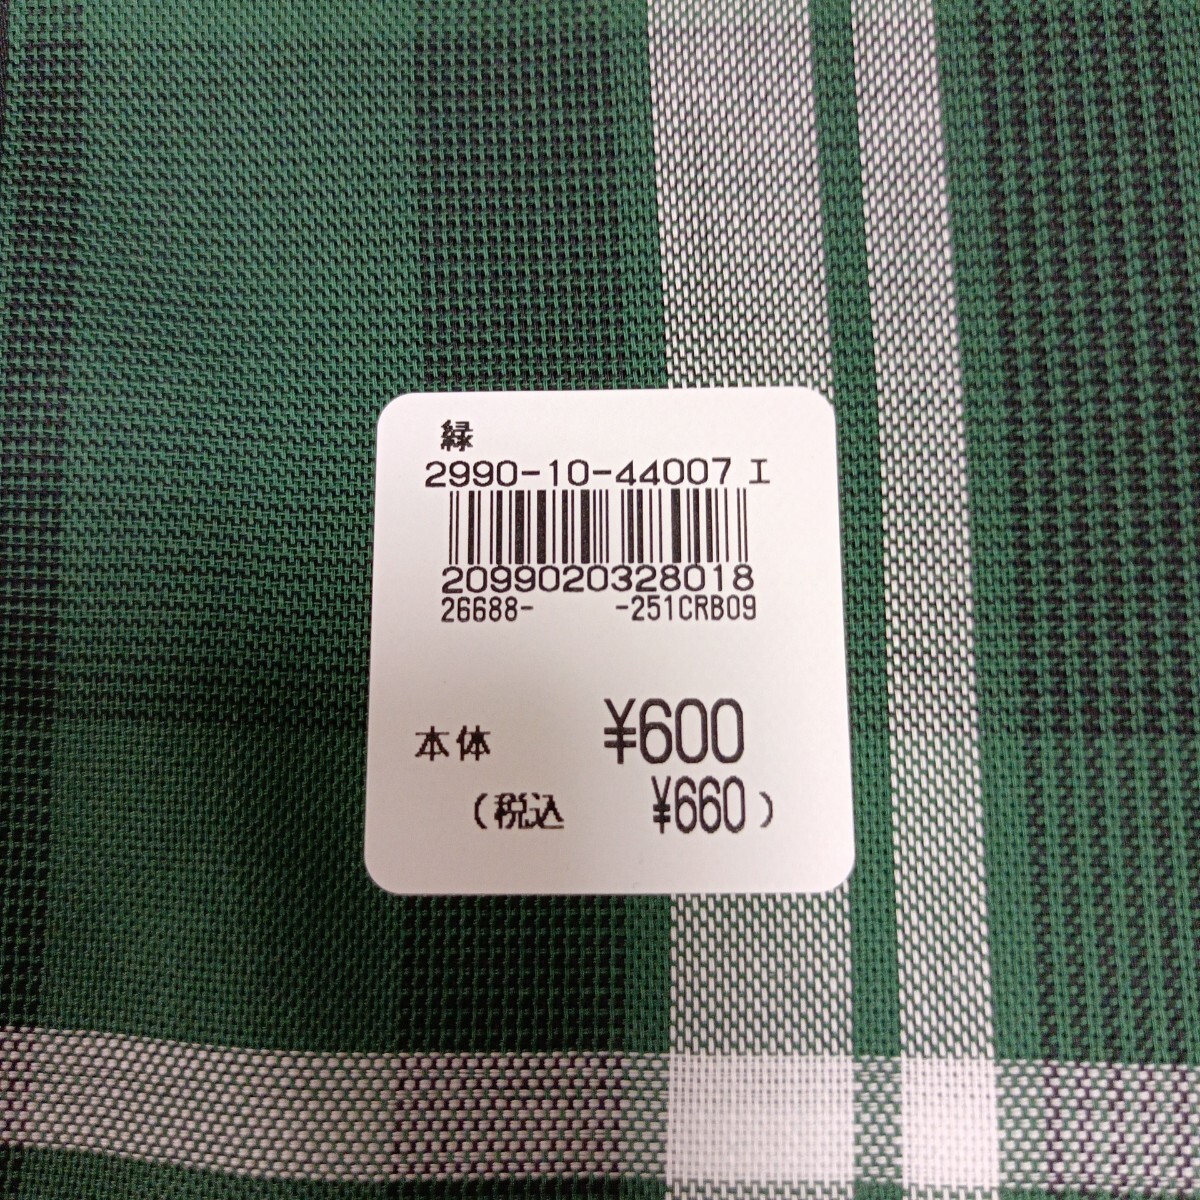 緑
2990-10-44007 I
2099020328018
26688-　　-251CRB09
本体　¥600
(税込　¥660)